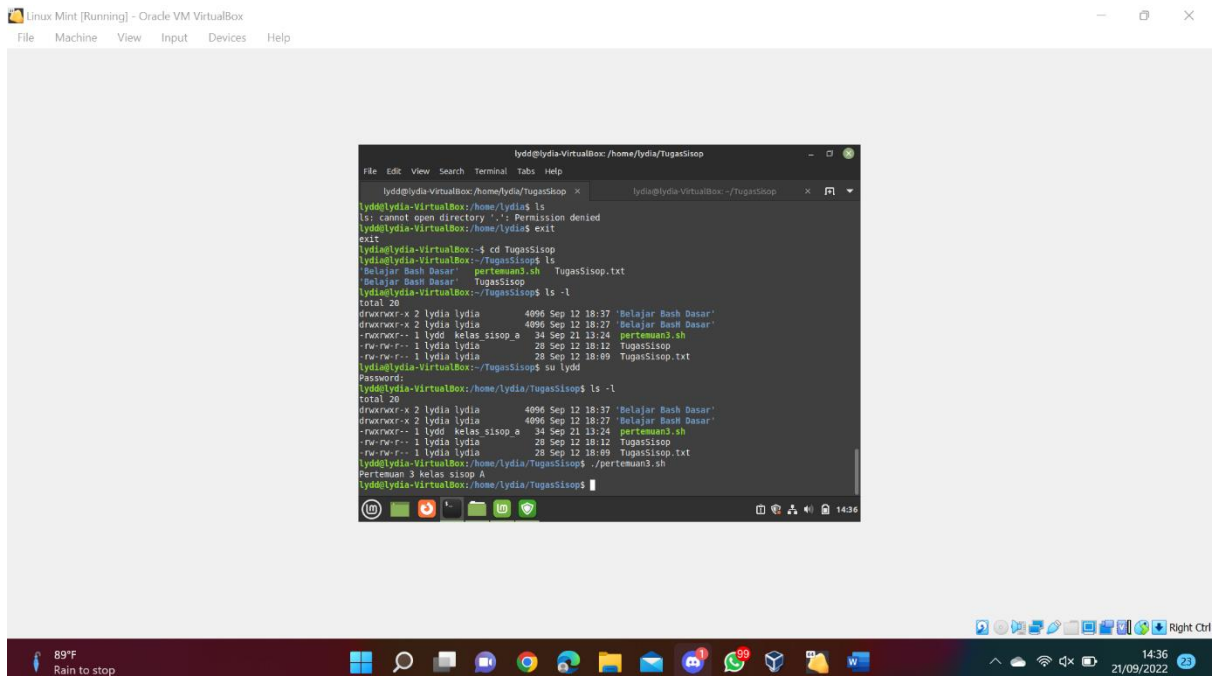 Linux Mint [Running] - Oracle VM VirtualBox
File Machine View Input Devices Help
lydd@lydia-VirtualBox: /home/lydia/TugasSisop
File Edit View Search Terminal Tabs Help
lydd@lydia-VirtualBox: /home/lydia/TugasSisop × lydia@lydia-VirtualBox: ~/TugasSisop ×
lydd@lydia-VirtualBox:/home/lydia$ ls
ls: cannot open directory '.': Permission denied
lydd@lydia-VirtualBox:/home/lydia$ exit
exit
lydia@lydia-VirtualBox:~$ cd TugasSisop
lydia@lydia-VirtualBox:~/TugasSisop$ ls
'Belajar Bash Dasar' pertemuan3.sh TugasSisop.txt
'Belajar BasH Dasar' TugasSisop
lydia@lydia-VirtualBox:~/TugasSisop$ ls -l
total 20
drwxrwxr-x 2 lydia lydia 4096 Sep 12 18:37 'Belajar Bash Dasar'
drwxrwxr-x 2 lydia lydia 4096 Sep 12 18:27 'Belajar BasH Dasar'
-rwxrwxr-- 1 lydd kelas_sisop_a 34 Sep 21 13:24 pertemuan3.sh
-rw-rw-r-- 1 lydia lydia 28 Sep 12 18:12 TugasSisop
-rw-rw-r-- 1 lydia lydia 28 Sep 12 18:09 TugasSisop.txt
lydia@lydia-VirtualBox:~/TugasSisop$ su lydd
Password:
lydd@lydia-VirtualBox:/home/lydia/TugasSisop$ ls -l
total 20
drwxrwxr-x 2 lydia lydia 4096 Sep 12 18:37 'Belajar Bash Dasar'
drwxrwxr-x 2 lydia lydia 4096 Sep 12 18:27 'Belajar BasH Dasar'
-rwxrwxr-- 1 lydd kelas_sisop_a 34 Sep 21 13:24 pertemuan3.sh
-rw-rw-r-- 1 lydia lydia 28 Sep 12 18:12 TugasSisop
-rw-rw-r-- 1 lydia lydia 28 Sep 12 18:09 TugasSisop.txt
lydd@lydia-VirtualBox:/home/lydia/TugasSisop$ ./pertemuan3.sh
Pertemuan 3 kelas sisop A
lydd@lydia-VirtualBox:/home/lydia/TugasSisop$
14:36
Right Ctrl
89°F
Rain to stop
1
99
14:36
21/09/2022
23